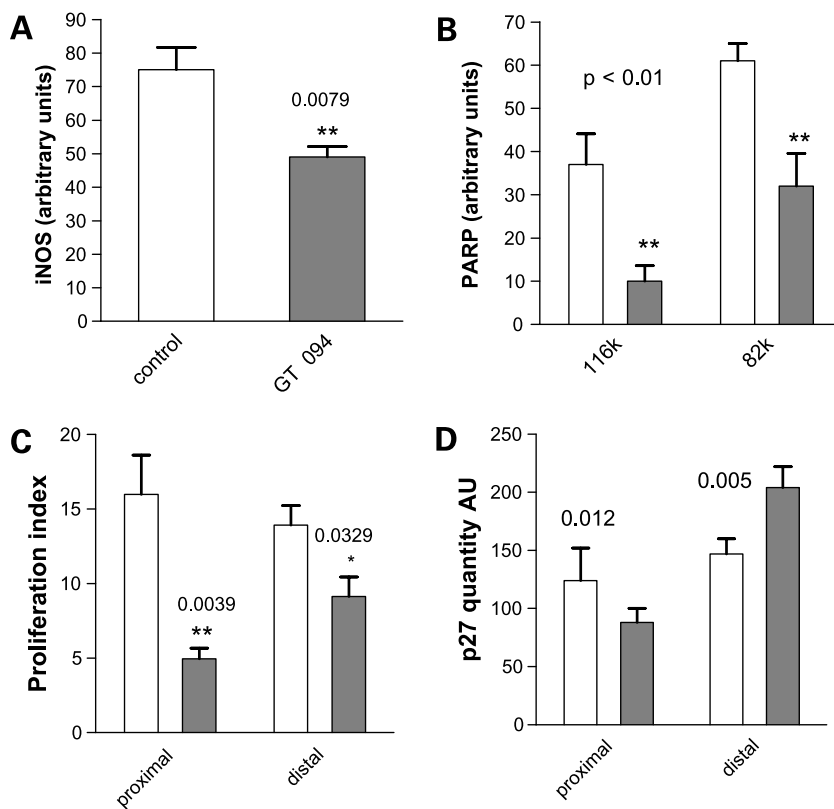 A
iNOS (arbitrary units)
90
80
70
60
50
40
30
20
10
0
0.0079
**
control
GT 094
B
PARP (arbitrary units)
70
60
50
40
30
20
10
0
p < 0.01
**
**
116k
82k
C
Proliferation index
20
15
10
5
0
0.0039
**
0.0329
*
proximal
distal
D
p27 quantity AU
250
200
150
100
50
0
0.012
0.005
proximal
distal